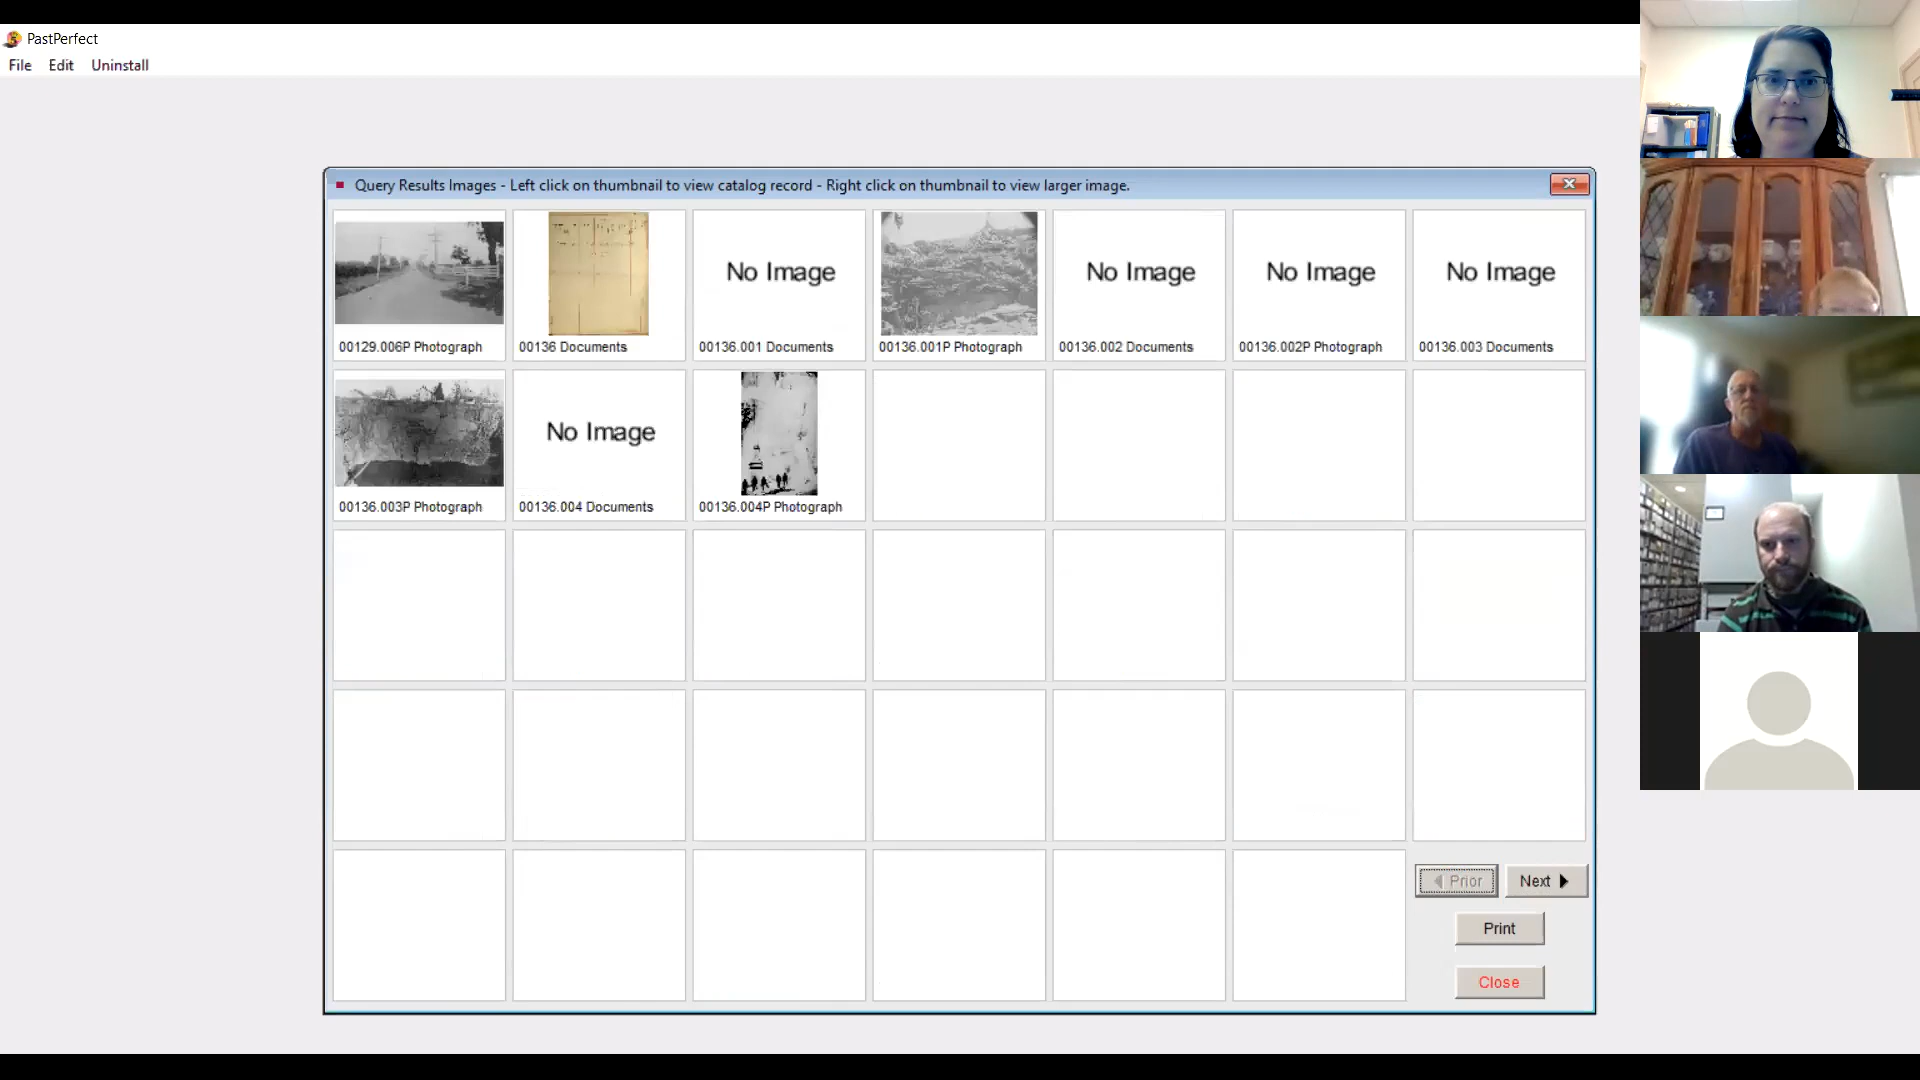 PastPerfect
File Edit Uninstall
Query Results Images - Left click on thumbnail to view catalog record - Right click on thumbnail to view larger image.
No Image
No Image
No Image
No Image
00129.006P Photograph
00136 Documents
00136.001 Documents
00136.001P Photograph
00136.002 Documents
00136.002P Photograph
00136.003 Documents
No Image
00136.003P Photograph
00136.004 Documents
00136.004P Photograph
Prior
Next
Print
Close